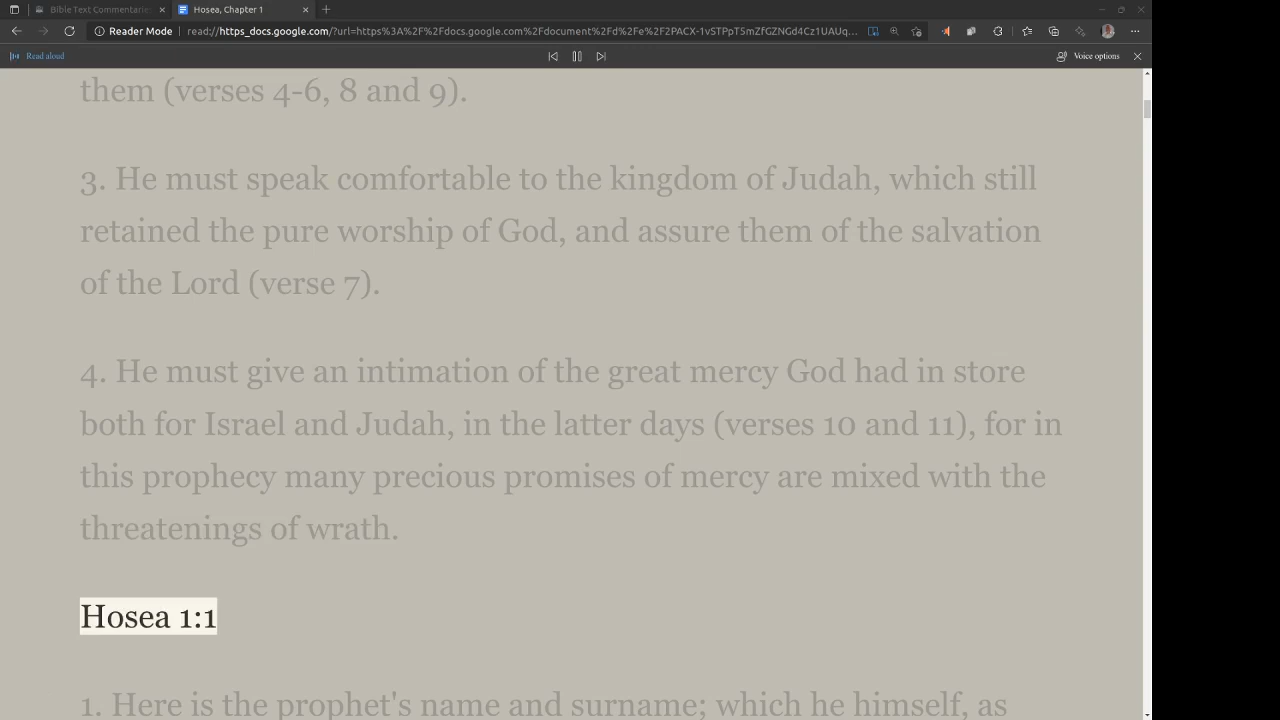 Bible Text Commentarie
Hosea, Chapter 1
Reader Mode
read://https_docs.google.com/?url=https%3A%2F%2Fdocs.google.com%2Fdocument%2Fd%2Fe%2F2PACX-1vSTPpTSmZfGZNGd4Cz1UAUq...
Read aloud
Voice options
them (verses 4-6, 8 and 9).
3. He must speak comfortable to the kingdom of Judah, which still
retained the pure worship of God, and assure them of the salvation
of the Lord (verse 7).
4. He must give an intimation of the great mercy God had in store
both for Israel and Judah, in the latter days (verses 10 and 11), for in
this prophecy many precious promises of mercy are mixed with the
threatenings of wrath.
Hosea 1:1
1. Here is the prophet's name and surname; which he himself, as